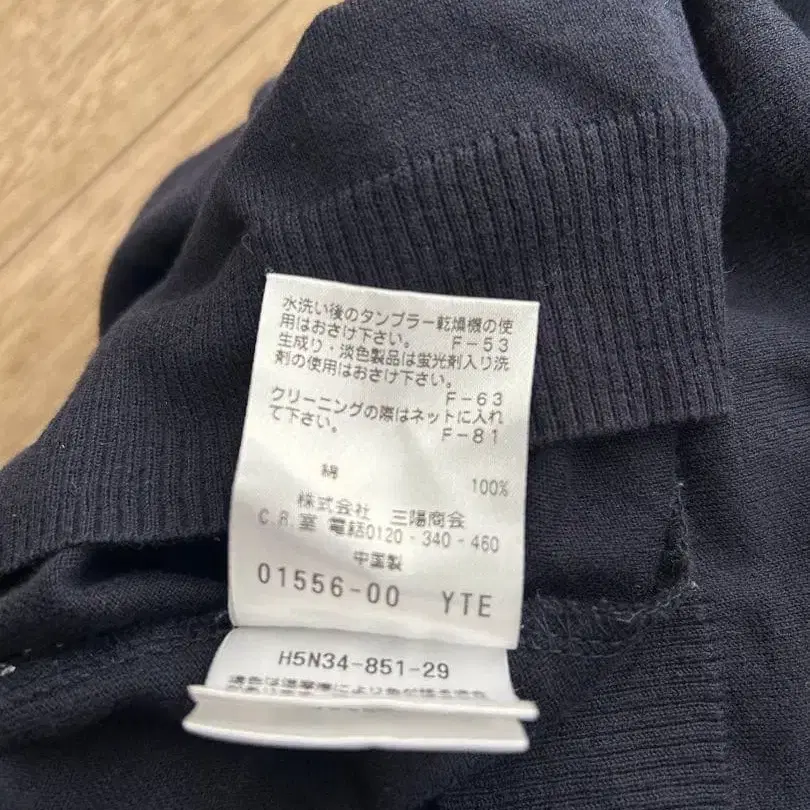 水洗い後のタンブラー乾燥機の使
用はおさけ下さい。 F-53
生成り・淡色製品は蛍光剤入り洗
剤の使用はおさけ下さい。
F-63
クリーニングの際はネットに入れ
て下さい。 F-81
綿 100%
株式会社 三陽商会
C.R.室 電話0120-340-460
中国製
01556-00 YTE
H5N34-851-29